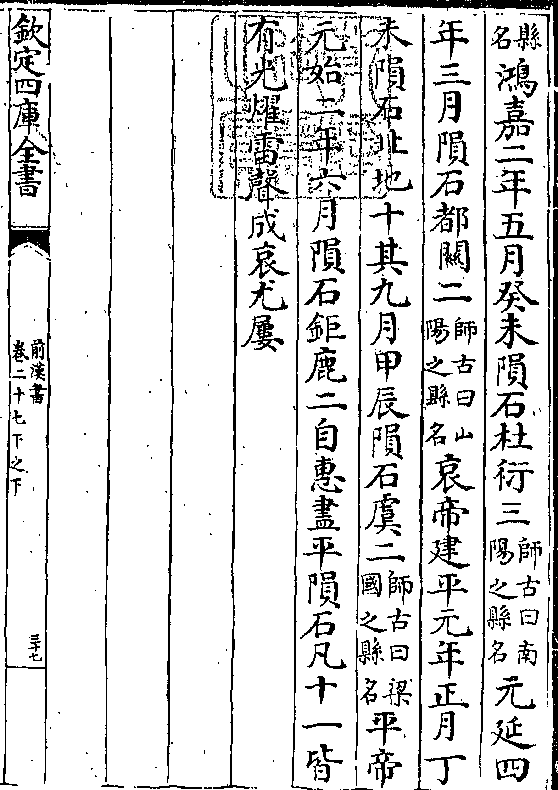 縣名鴻嘉二年五月癸未隕石杜衍三師古曰南陽之縣名元延四
年三月隕石都關二師古曰山陽之縣名哀帝建平元年正月丁
未隕石北地十其九月甲辰隕石虞二師古曰梁國之縣名平帝
元始二年六月隕石鉅鹿二自惠盡平隕石凡十一皆
有光燿雷聲成哀尤屢
欽定四庫全書
前漢書
卷二十七下之下
三十七